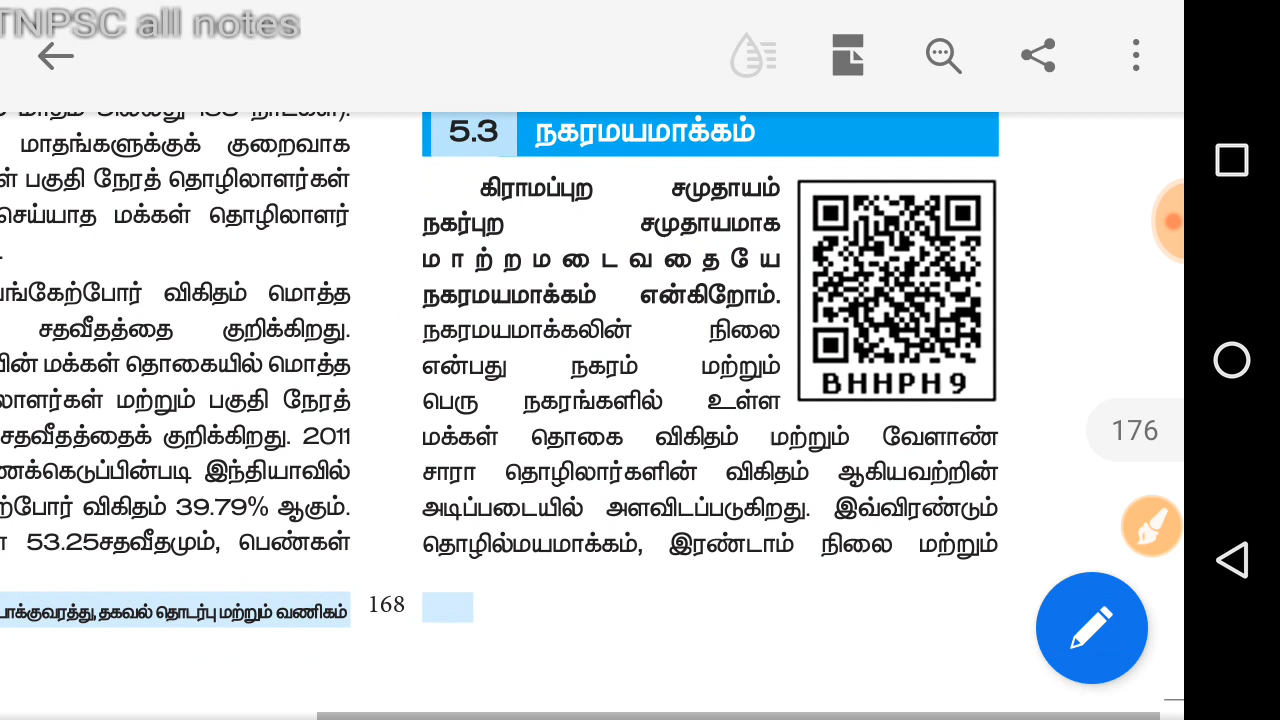 TNPSC all notes
மாதங்களுக்குக் குறைவாக
பகுதி நேரத் தொழிலாளர்கள்
செய்யாத மக்கள் தொழிலாளர்
விகிதம் மொத்த
சதவீதத்தை குறிக்கிறது.
மக்கள் தொகையில் மொத்த
மற்றும் பகுதி நேரத்
சதவீதத்தைக் குறிக்கிறது. 2011
இந்தியாவில்
விகிதம் 39.79% ஆகும்.
53.25சதவீதமும், பெண்கள்
தகவல் தொடர்பு மற்றும் வணிகம்
168
5.3 நகரமயமாக்கம்
கிராமப்புற சமுதாயம்
நகர்புற சமுதாயமாக
மாற்றமடைவதையே
நகரமயமாக்கம் என்கிறோம்.
நகரமயமாக்கலின் நிலை
என்பது நகரம் மற்றும்
பெரு நகரங்களில் உள்ள
மக்கள் தொகை விகிதம் மற்றும் வேளாண்
சாரா தொழிலார்களின் விகிதம் ஆகியவற்றின்
அடிப்படையில் அளவிடப்படுகிறது. இவ்விரண்டும்
தொழில்மயமாக்கம், இரண்டாம் நிலை மற்றும்
BHHPH9
176